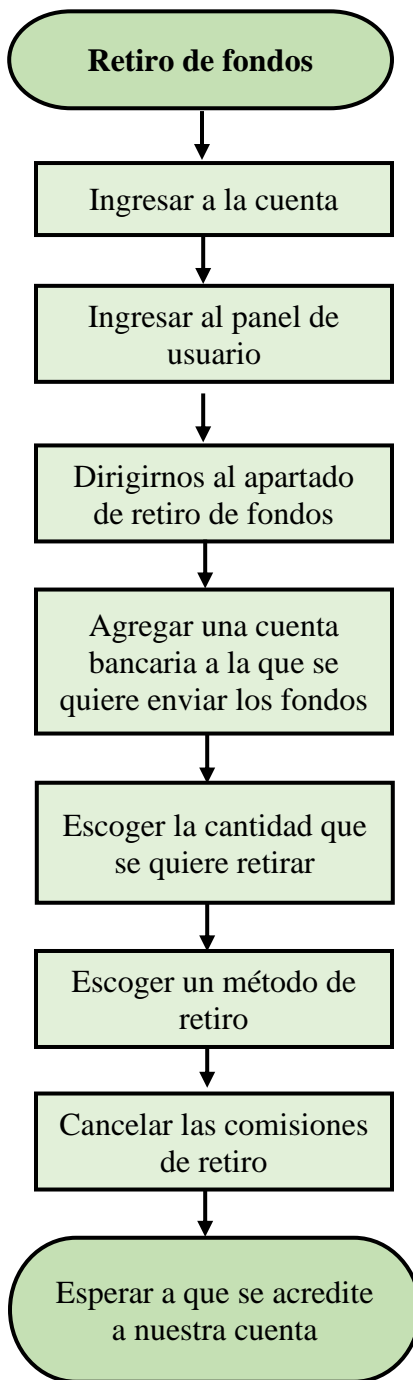 Retiro de fondos
Ingresar a la cuenta
Ingresar al panel de
usuario
Dirigirnos al apartado
de retiro de fondos
Agregar una cuenta
bancaria a la que se
quiere enviar los fondos
Escoger la cantidad que
se quiere retirar
Escoger un método de
retiro
Cancelar las comisiones
de retiro
Esperar a que se acredite
a nuestra cuenta